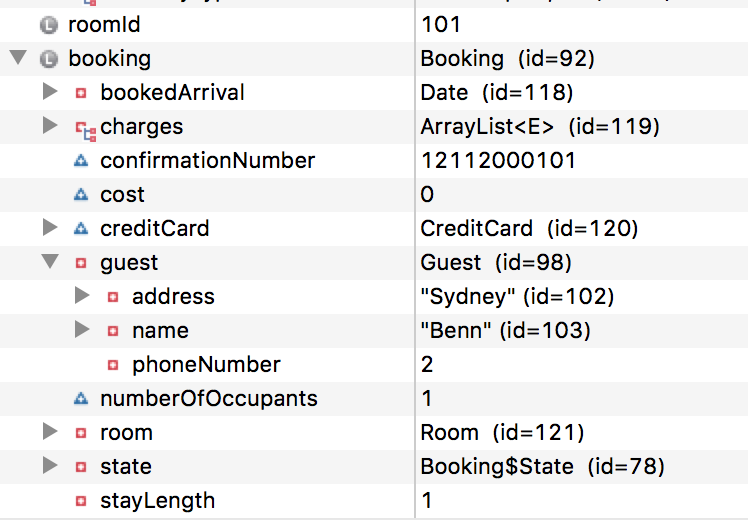 roomId 101
booking Booking (id=92)
bookedArrival Date (id=118)
charges ArrayList<E> (id=119)
confirmationNumber 12112000101
cost 0
creditCard CreditCard (id=120)
guest Guest (id=98)
address "Sydney" (id=102)
name "Benn" (id=103)
phoneNumber 2
numberOfOccupants 1
room Room (id=121)
state Booking$State (id=78)
stayLength 1